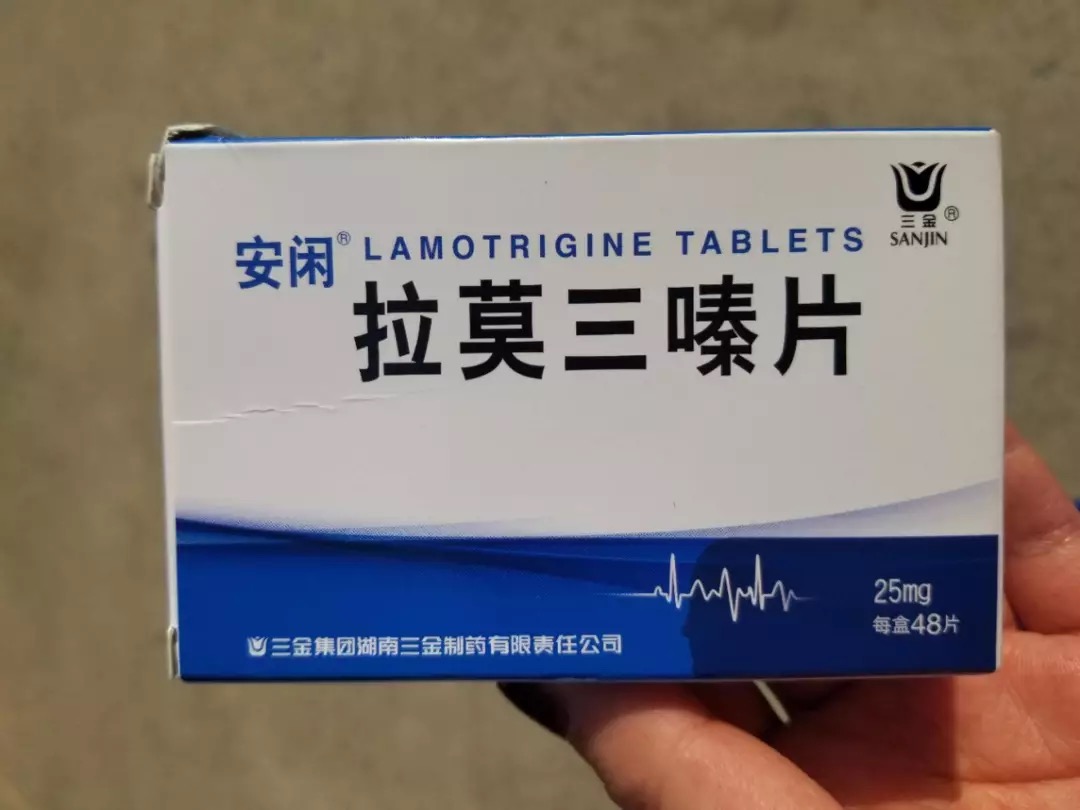 三金®
SANJIN
安闲® LAMOTRIGINE TABLETS
拉莫三嗪片
25mg
每盒48片
三金集团湖南三金制药有限责任公司